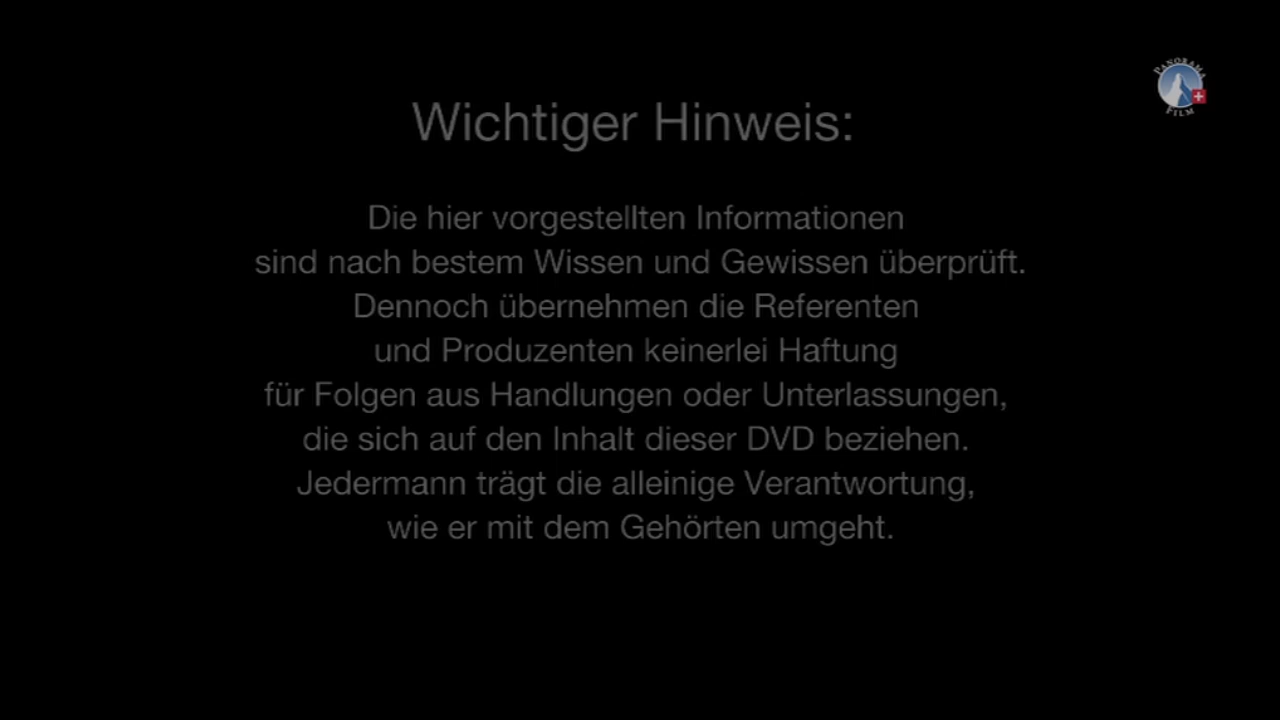 PANORAMA
FILM
Wichtiger Hinweis:
Die hier vorgestellten Informationen
sind nach bestem Wissen und Gewissen überprüft.
Dennoch übernehmen die Referenten
und Produzenten keinerlei Haftung
für Folgen aus Handlungen oder Unterlassungen,
die sich auf den Inhalt dieser DVD beziehen.
Jedermann trägt die alleinige Verantwortung,
wie er mit dem Gehörten umgeht.